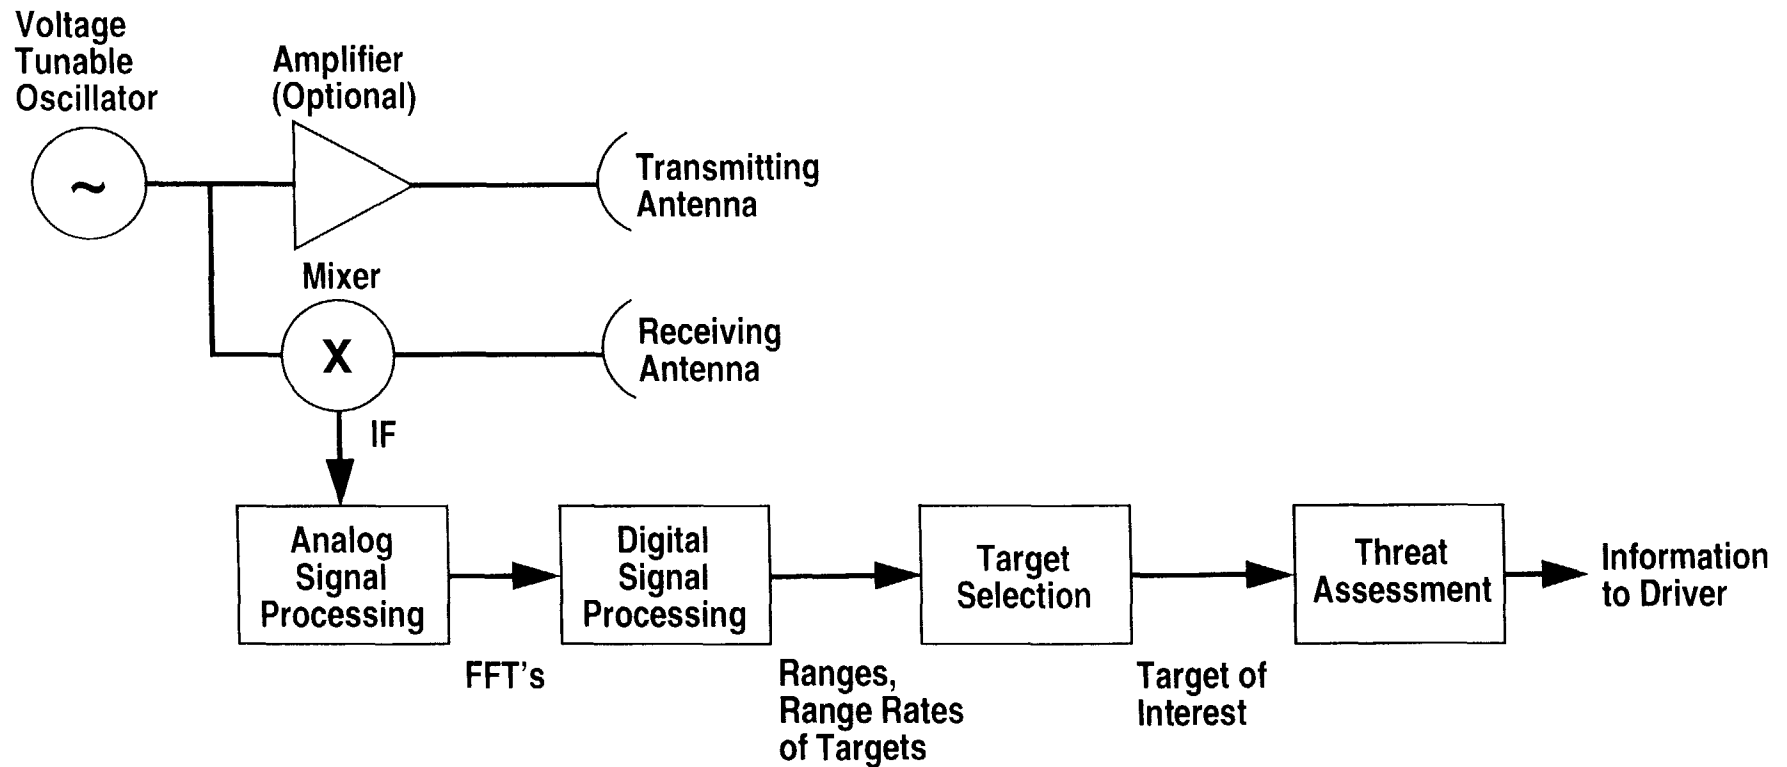 Voltage
Tunable
Oscillator
Amplifier
(Optional)
~
Transmitting
Antenna
Mixer
X
Receiving
Antenna
IF
Analog
Signal
Processing
Digital
Signal
Processing
Target
Selection
Threat
Assessment
Information
to Driver
FFT's
Ranges,
Range Rates
of Targets
Target of
Interest